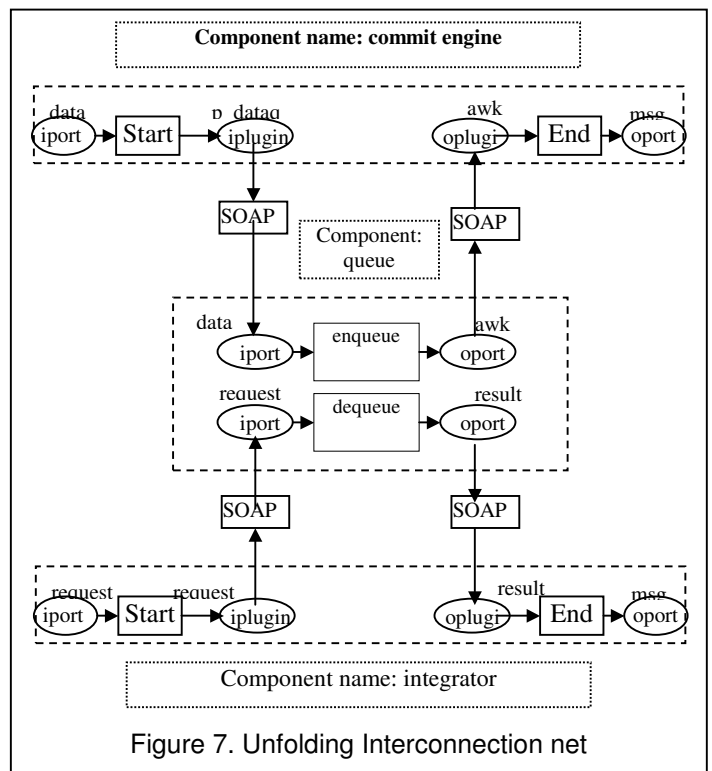 Component name: commit engine
data
p_dataq
awk
msg
iport
Start
iplugin
oplugi
End
oport
SOAP
SOAP
Component:
queue
data
awk
iport
enqueue
oport
request
result
iport
dequeue
oport
SOAP
SOAP
request
request
result
msg
iport
Start
iplugin
oplugi
End
oport
Component name: integrator
Figure 7. Unfolding Interconnection net